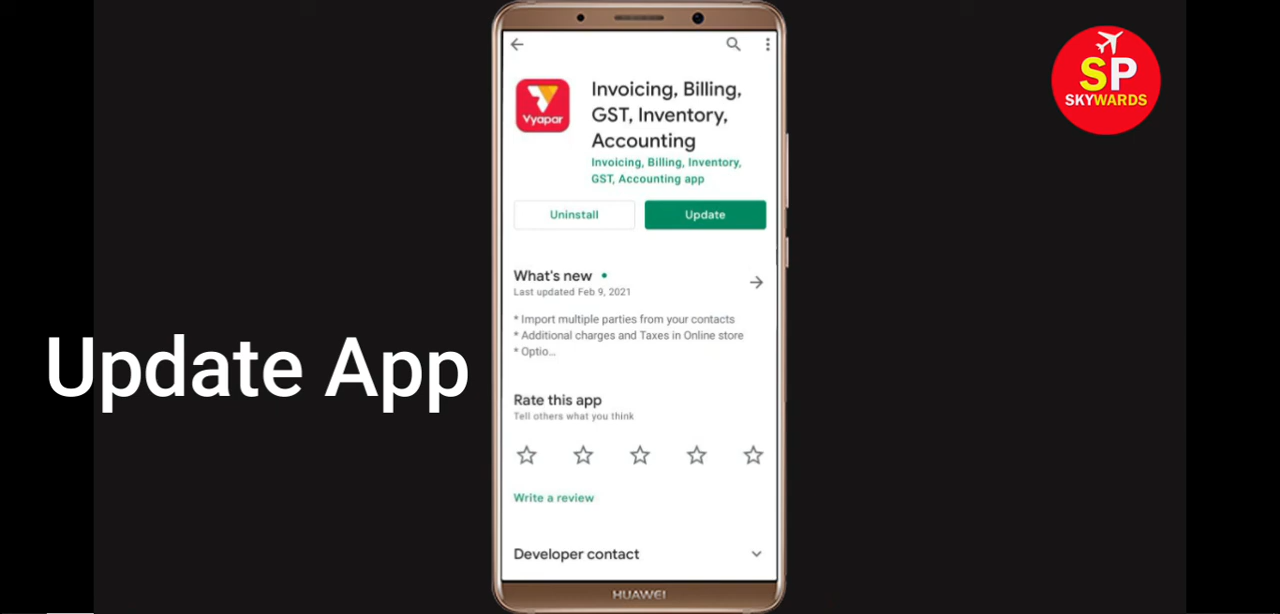 SP
SKYWARDS
Vyapar
Invoicing, Billing,
GST, Inventory,
Accounting
Invoicing, Billing, Inventory,
GST, Accounting app
Uninstall
Update
What's new
Last updated Feb 9, 2021
* Import multiple parties from your contacts
* Additional charges and Taxes in Online store
* Optio...
Update App
Rate this app
Tell others what you think
Write a review
Developer contact
HUAWEI